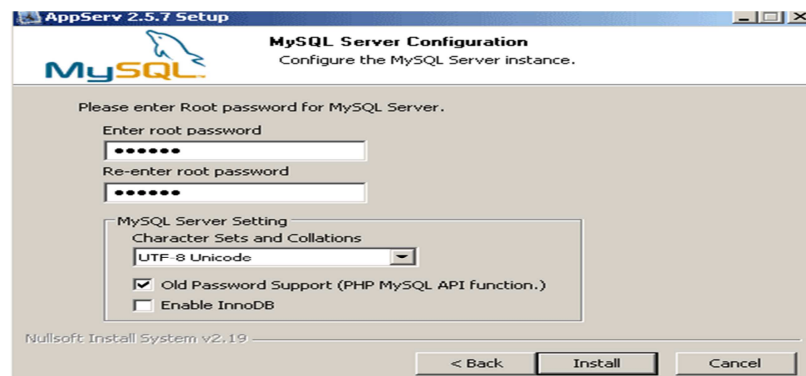 AppServ 2.5.7 Setup
MySQL
MySQL Server Configuration
Configure the MySQL Server instance.
Please enter Root password for MySQL Server.
Enter root password
••••••
Re-enter root password
••••••
MySQL Server Setting
Character Sets and Collations
UTF-8 Unicode
Old Password Support (PHP MySQL API function.)
Enable InnoDB
Nullsoft Install System v2.19
< Back
Install
Cancel